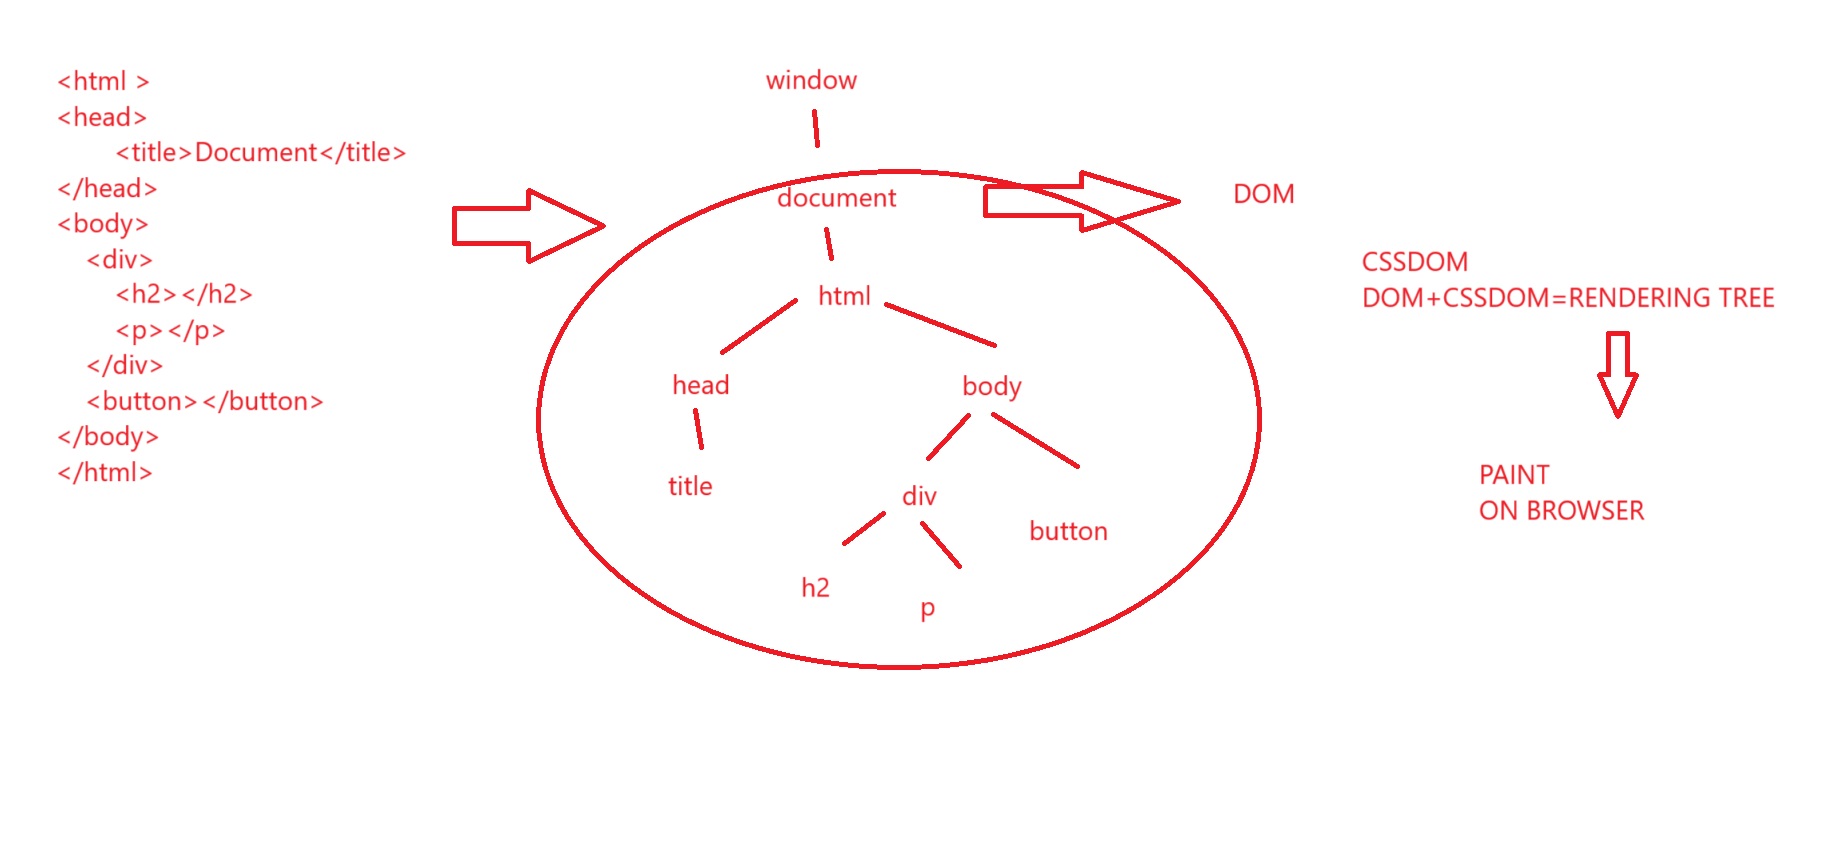 <html >
<head>
<title>Document</title>
</head>
<body>
<div>
<h2></h2>
<p></p>
</div>
<button></button>
</body>
</html>
window
document
html
head
body
title
div
button
h2
p
DOM
CSSDOM
DOM+CSSDOM=RENDERING TREE
PAINT
ON BROWSER